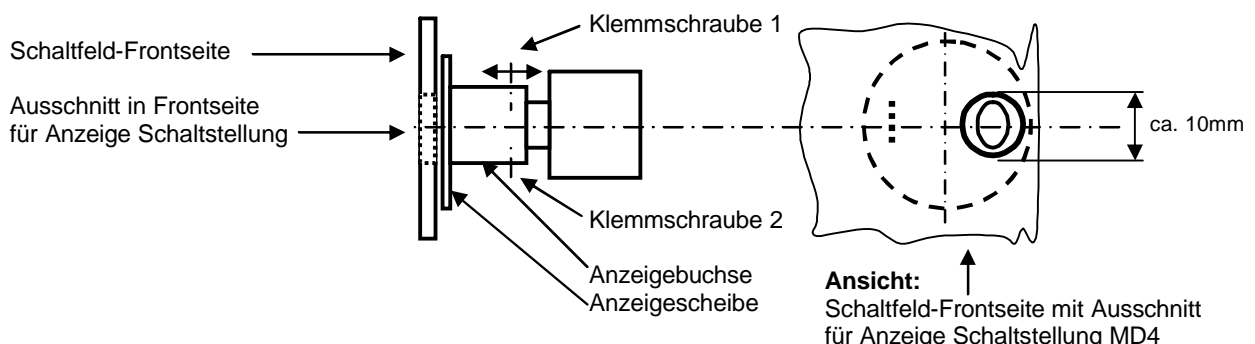 Klemmschraube 1
Schaltfeld-Frontseite
Ausschnitt in Frontseite
für Anzeige Schaltstellung
ca. 10mm
Klemmschraube 2
Anzeigebuchse
Anzeigescheibe
Ansicht:
Schaltfeld-Frontseite mit Ausschnitt
für Anzeige Schaltstellung MD4